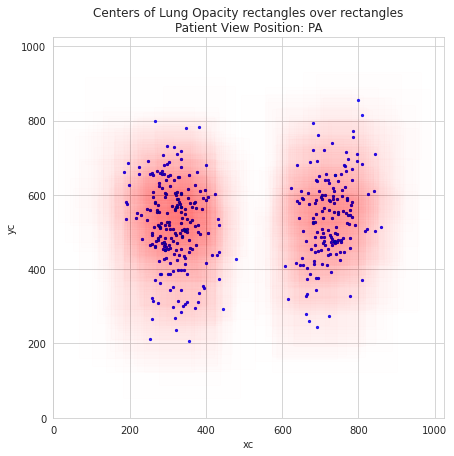 Centers of Lung Opacity rectangles over rectangles
Patient View Position: PA
1000
800
600
400
200
0
yc
0 200 400 600 800 1000
xc